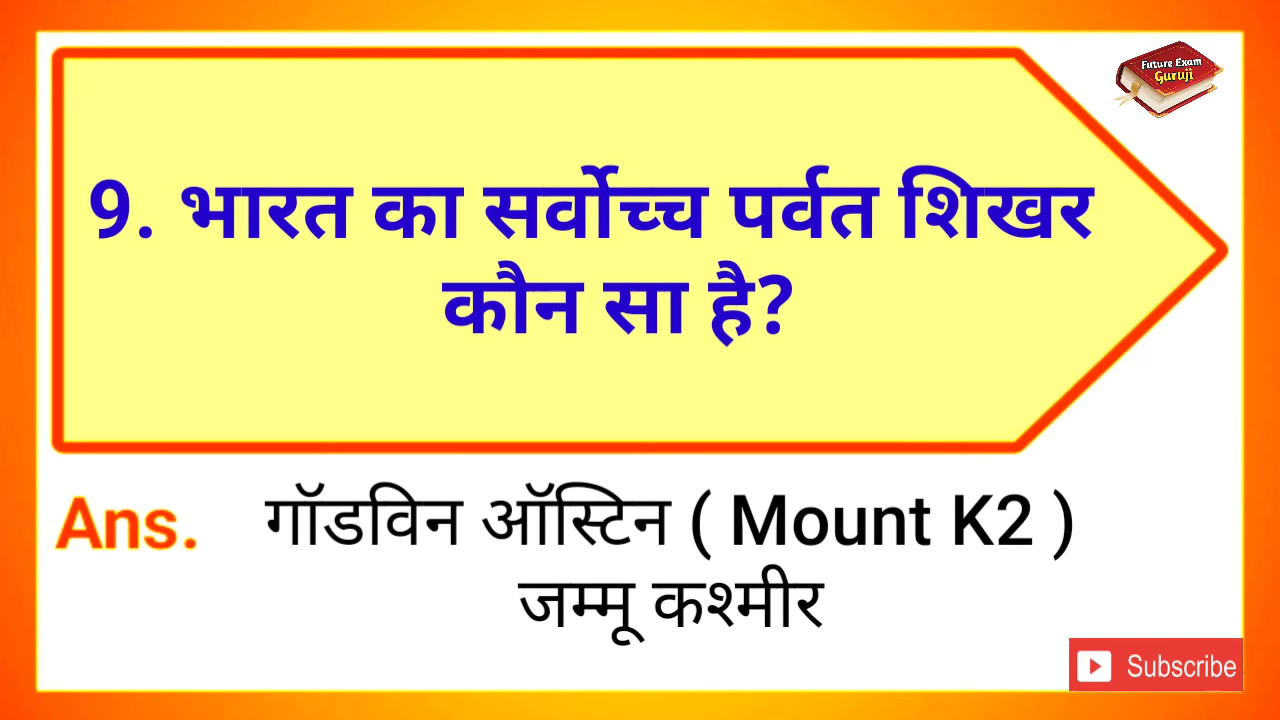 Future Exam
Guruji
9. भारत का सर्वोच्च पर्वत शिखर
कौन सा है?
Ans. गॉडविन ऑस्टिन ( Mount K2 )
जम्मू कश्मीर
Subscribe